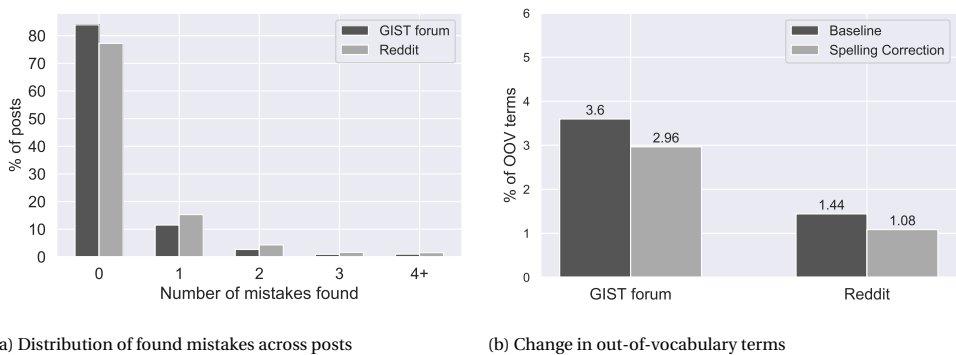 80
70
60
50
40
30
20
10
0
% of posts
GIST forum
Reddit
0 1 2 3 4+
Number of mistakes found
a) Distribution of found mistakes across posts
6
5
4
3
2
1
0
% of OOV terms
Baseline
Spelling Correction
3.6
2.96
1.44
1.08
GIST forum Reddit
(b) Change in out-of-vocabulary terms